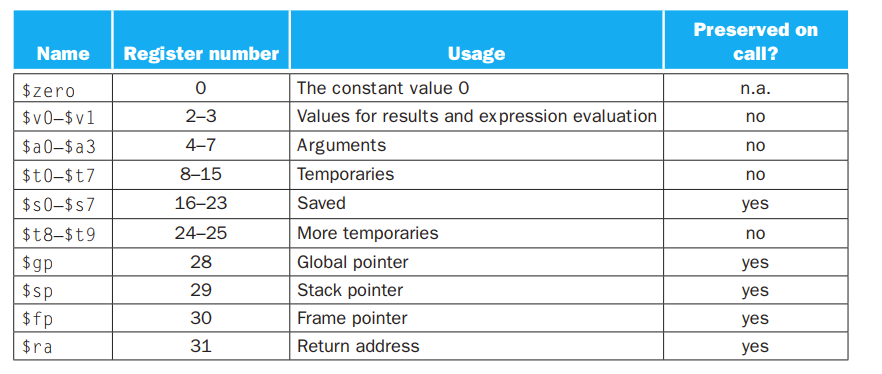 Name Register number Usage Preserved on call?
$zero 0 The constant value 0 n.a.
$v0–$v1 2–3 Values for results and expression evaluation no
$a0–$a3 4–7 Arguments no
$t0–$t7 8–15 Temporaries no
$s0–$s7 16–23 Saved yes
$t8–$t9 24–25 More temporaries no
$gp 28 Global pointer yes
$sp 29 Stack pointer yes
$fp 30 Frame pointer yes
$ra 31 Return address yes